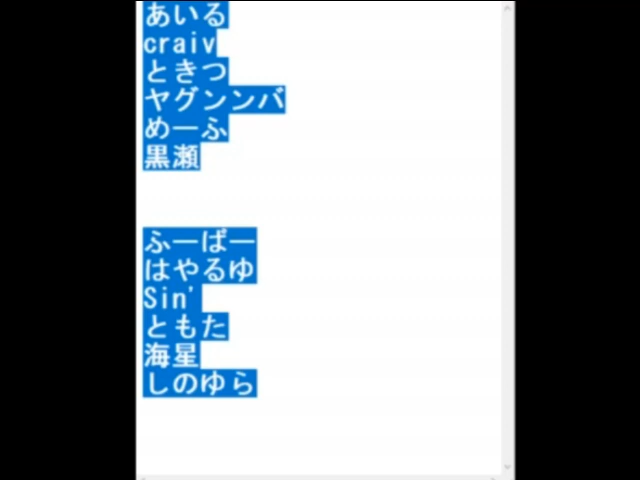 あいる
craiv
ときつ
ヤグンンバ
めーふ
黒瀬
ふーばー
はやるゆ
Sin'
ともた
海星
しのゆら